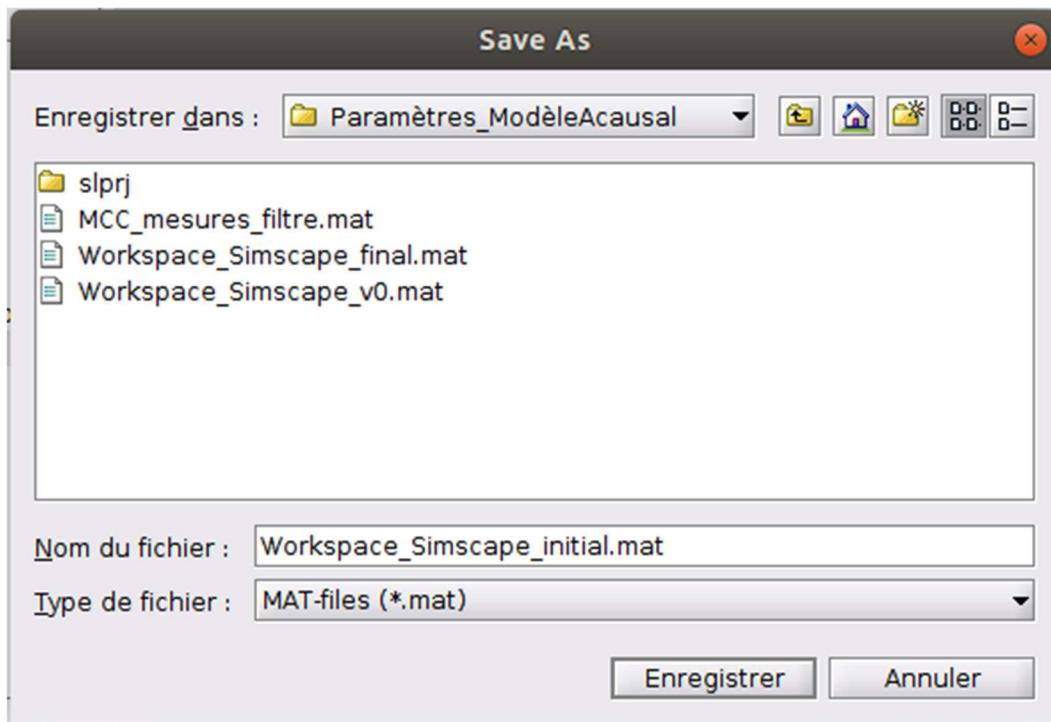 Save As
Enregistrer dans : Paramètres_ModèleAcausal
slprj
MCC_mesures_filtre.mat
Workspace_Simscape_final.mat
Workspace_Simscape_v0.mat
Nom du fichier : Workspace_Simscape_initial.mat
Type de fichier : MAT-files (*.mat)
Enregistrer Annuler